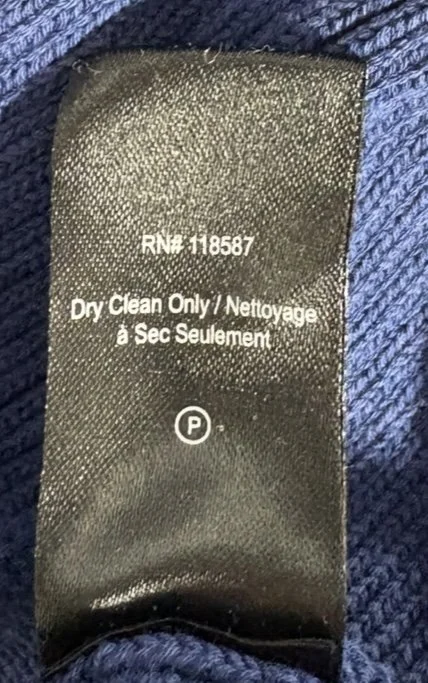 RN# 118587
Dry Clean Only / Nettoyage
à Sec Seulement
P